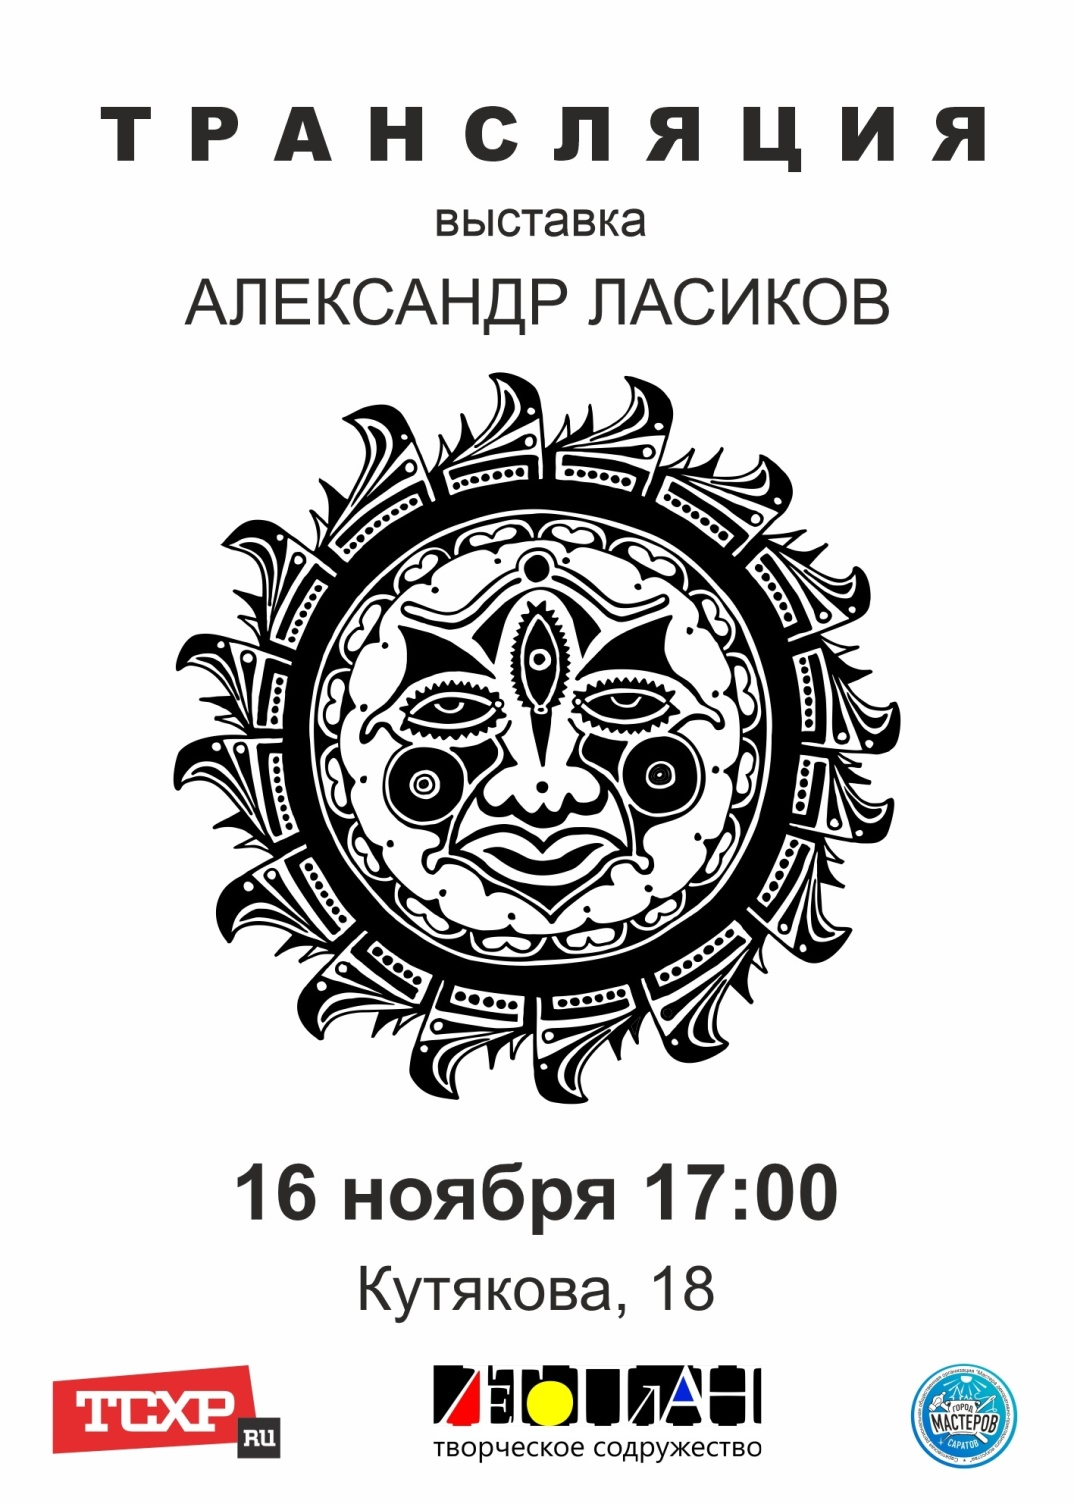 ТРАНСЛЯЦИЯ
выставка
АЛЕКСАНДР ЛАСИКОВ
16 ноября 17:00
Кутякова, 18
ТСХР
RU
творческое содружество
ГОРОД
МАСТЕРОВ
САРАТОВ